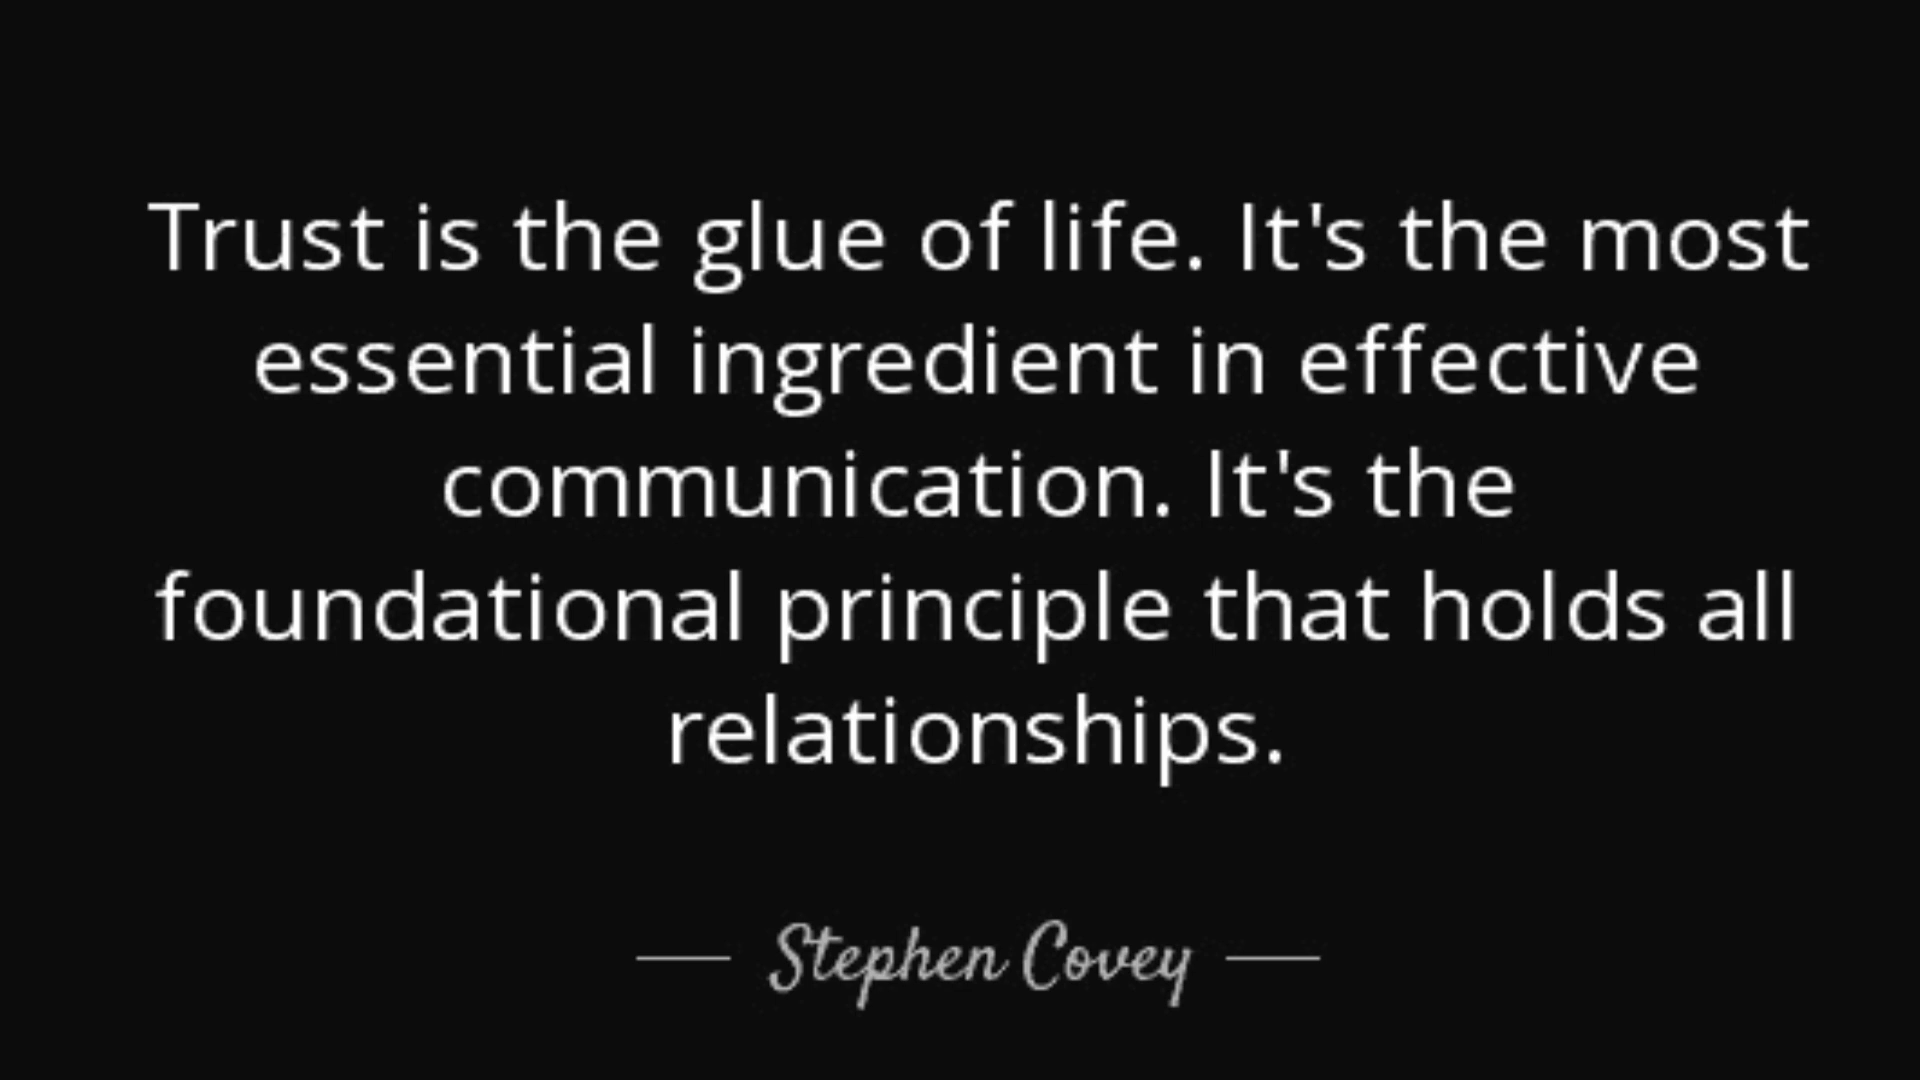 Trust is the glue of life. It's the most
essential ingredient in effective
communication. It's the
foundational principle that holds all
relationships.
Stephen Covey